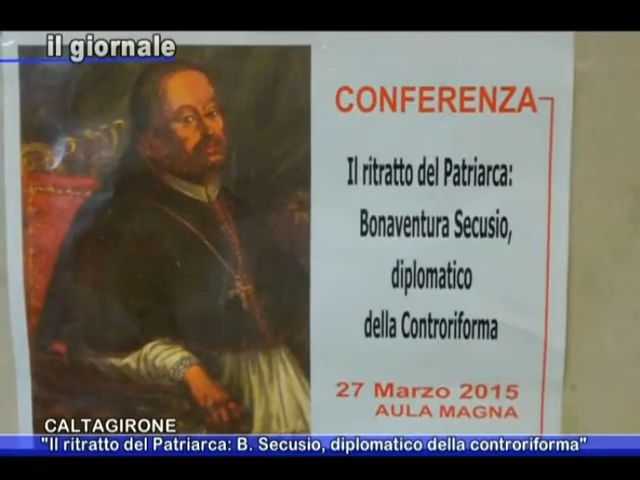 il giornale
CONFERENZA
Il ritratto del Patriarca:
Bonaventura Secusio,
diplomatico
della Controriforma
27 Marzo 2015
AULA MAGNA
CALTAGIRONE
"Il ritratto del Patriarca: B. Secusio, diplomatico della controriforma"